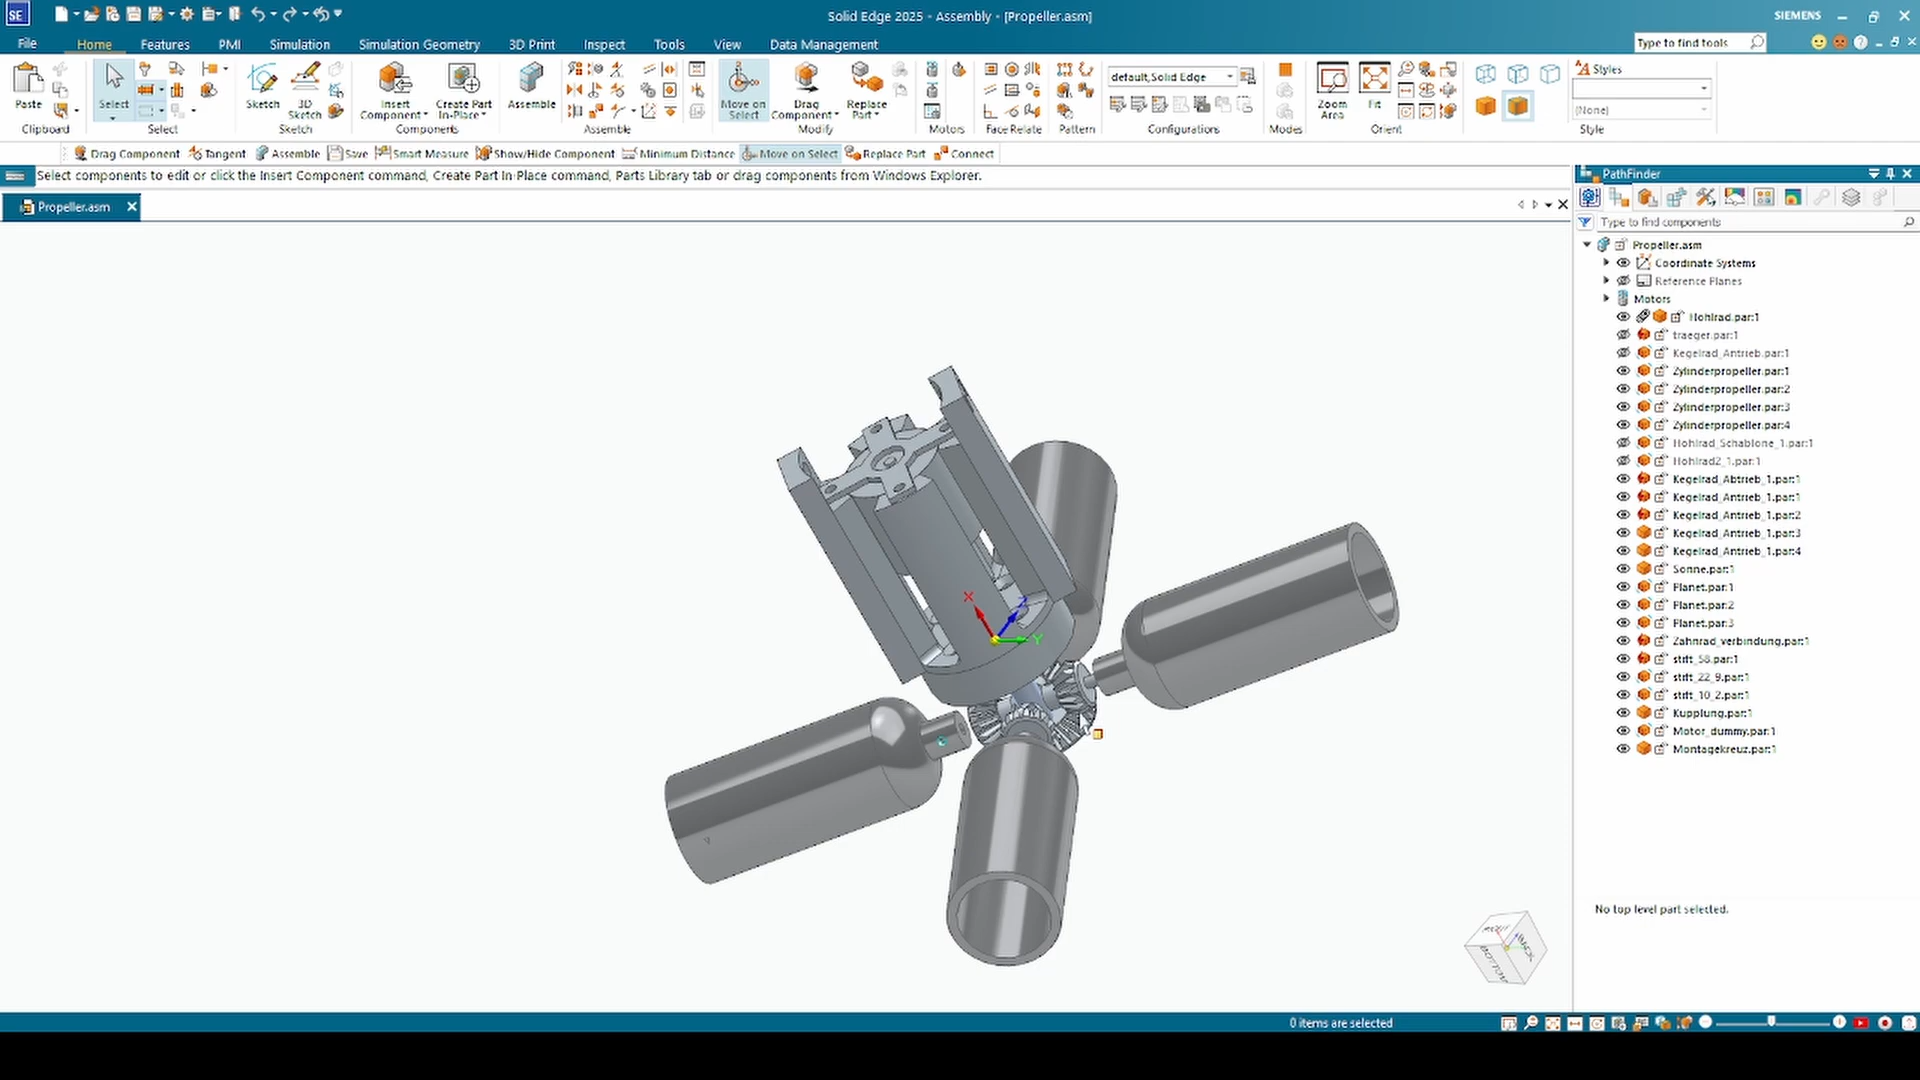 SE
Solid Edge 2025 - Assembly - [Propeller.asm]
SIEMENS
File
Home
Features
PMI
Simulation
Simulation Geometry
3D Print
Inspect
Tools
View
Data Management
Type to find tools
Paste
Clipboard
Select
Select
Sketch
3D Sketch
Sketch
Insert Component
Create Part In-Place
Components
Assemble
Assemble
Move on Select
Drag Component
Replace Part
Modify
Motors
Face Relate
Pattern
default,Solid Edge
Configurations
Modes
Zoom Area
Fit
Orient
Styles
(None)
Style
Drag Component
Tangent
Assemble
Save
Smart Measure
Show/Hide Component
Minimum Distance
Move on Select
Replace Part
Connect
Select components to edit or click the Insert Component command, Create Part In-Place command, Parts Library tab or drag components from Windows Explorer.
Propeller.asm
PathFinder
Type to find components
Propeller.asm
Coordinate Systems
Reference Planes
Motors
Hohlrad.par:1
traeger.par:1
Kegelrad_Antrieb.par:1
Zylinderpropeller.par:1
Zylinderpropeller.par:2
Zylinderpropeller.par:3
Zylinderpropeller.par:4
Hohlrad_Schablone_1.par:1
Hohlrad2_1.par:1
Kegelrad_Abtrieb_1.par:1
Kegelrad_Antrieb_1.par:1
Kegelrad_Antrieb_1.par:2
Kegelrad_Antrieb_1.par:3
Kegelrad_Antrieb_1.par:4
Sonne.par:1
Planet.par:1
Planet.par:2
Planet.par:3
Zahnrad_verbindung.par:1
stift_58.par:1
stift_22_9.par:1
stift_10_2.par:1
Kupplung.par:1
Motor_dummy.par:1
Montagekreuz.par:1
X
Z
Y
No top level part selected.
BACK
BOTTOM
0 items are selected